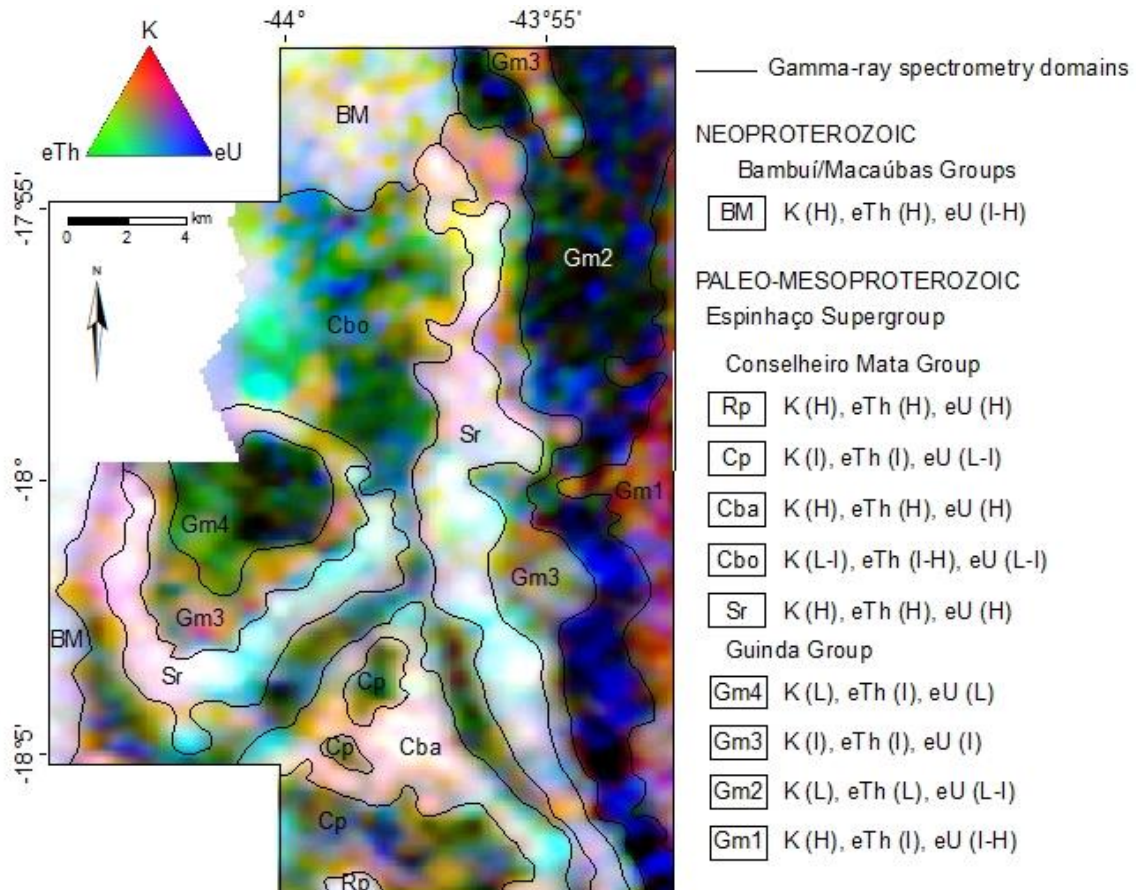 -44°
-43°55'
K
eTh
eU
-17°55'
-18°
-18°5'
km
0 2 4
N
Gm3
BM
Gm2
Cbo
Sr
Gm1
Gm4
Gm3
Gm3
BM
Sr
Cp
Cp
Cba
Cp
Rp
Gamma-ray spectrometry domains
NEOPROTEROZOIC
Bambuí/Macaúbas Groups
BM K (H), eTh (H), eU (I-H)
PALEO-MESOPROTEROZOIC
Espinhaço Supergroup
Conselheiro Mata Group
Rp K (H), eTh (H), eU (H)
Cp K (I), eTh (I), eU (L-I)
Cba K (H), eTh (H), eU (H)
Cbo K (L-I), eTh (I-H), eU (L-I)
Sr K (H), eTh (H), eU (H)
Guinda Group
Gm4 K (L), eTh (I), eU (L)
Gm3 K (I), eTh (I), eU (I)
Gm2 K (L), eTh (L), eU (L-I)
Gm1 K (H), eTh (I), eU (I-H)